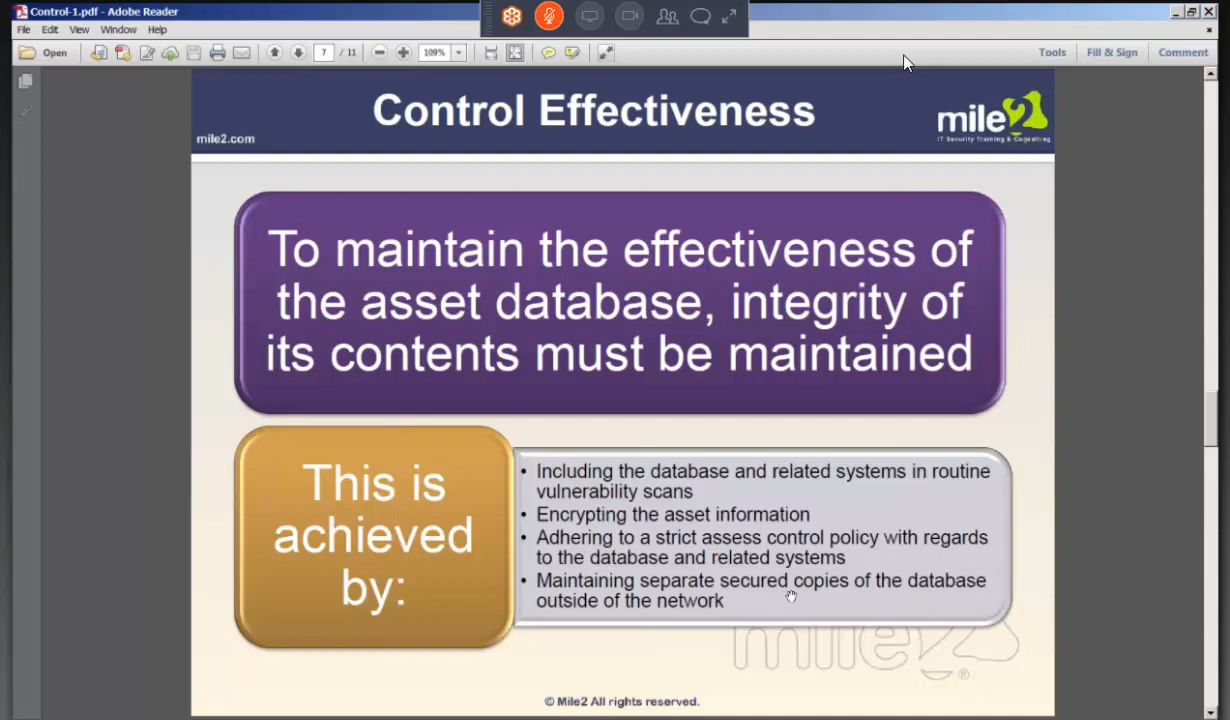 Control-1.pdf - Adobe Reader
File Edit View Window Help
Open 7 / 11 109% Tools Fill & Sign Comment
Control Effectiveness
mile2.com
mile2
IT Security Training & Consulting
To maintain the effectiveness of
the asset database, integrity of
its contents must be maintained
This is
achieved
by:
• Including the database and related systems in routine
vulnerability scans
• Encrypting the asset information
• Adhering to a strict assess control policy with regards
to the database and related systems
• Maintaining separate secured copies of the database
outside of the network
mile2
®
© Mile2 All rights reserved.